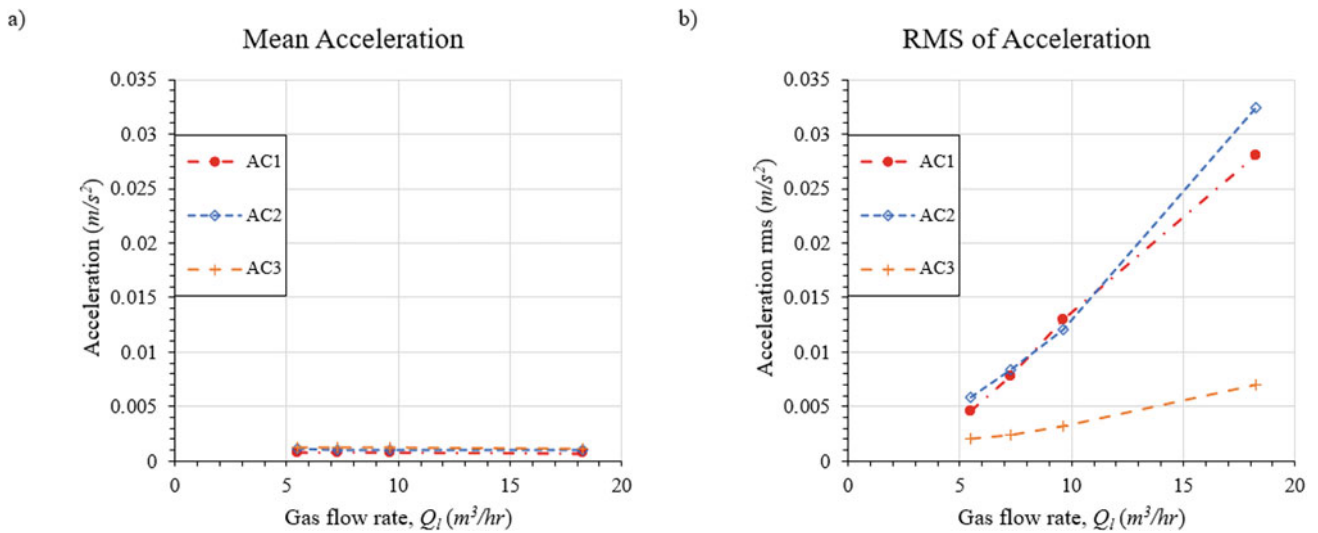 a)
Mean Acceleration
0.035
0.03
0.025
0.02
0.015
0.01
0.005
0
Acceleration (m/s²)
AC1
AC2
AC3
0 5 10 15 20
Gas flow rate, Qₗ (m³/hr)
b)
RMS of Acceleration
0.035
0.03
0.025
0.02
0.015
0.01
0.005
0
Acceleration rms (m/s²)
AC1
AC2
AC3
0 5 10 15 20
Gas flow rate, Qₗ (m³/hr)